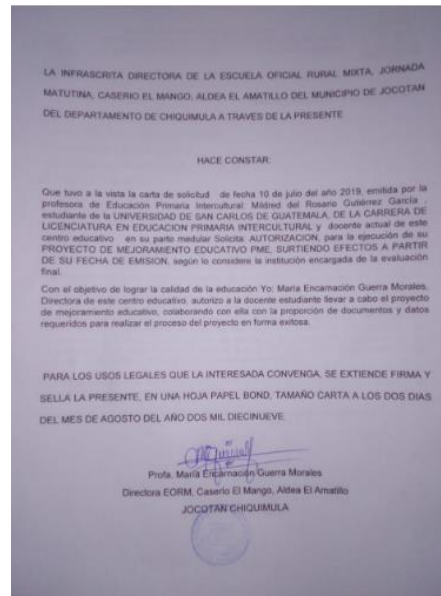 LA INFRASCRITA DIRECTORA DE LA ESCUELA OFICIAL RURAL MIXTA, JORNADA
MATUTINA, CASERIO EL MANGO, ALDEA EL AMATILLO DEL MUNICIPIO DE JOCOTAN
DEL DEPARTAMENTO DE CHIQUIMULA A TRAVES DE LA PRESENTE
HACE CONSTAR:
Que tuvo a la vista la carta de solicitud de fecha 10 de julio del año 2019, emitida por la
profesora de Educación Primaria Intercultural: Mildred del Rosario Gutiérrez García ,
estudiante de la UNIVERSIDAD DE SAN CARLOS DE GUATEMALA, DE LA CARRERA DE
LICENCIATURA EN EDUCACION PRIMARIA INTERCULTURAL y docente actual de este
centro educativo en su parte medular Solicita: AUTORIZACION, para la ejecución de su
PROYECTO DE MEJORAMIENTO EDUCATIVO PME, SURTIENDO EFECTOS A PARTIR
DE SU FECHA DE EMISION, según lo considere la institución encargada de la evaluación
final.
Con el objetivo de lograr la calidad de la educación Yo: María Encarnación Guerra Morales,
Directora de este centro educativo, autorizo a la docente estudiante llevar a cabo el proyecto
de mejoramiento educativo, colaborando con ella con la proporción de documentos y datos
requeridos para realizar el proceso del proyecto en forma exitosa.
PARA LOS USOS LEGALES QUE LA INTERESADA CONVENGA, SE EXTIENDE FIRMA Y
SELLA LA PRESENTE, EN UNA HOJA PAPEL BOND, TAMAÑO CARTA A LOS DOS DIAS
DEL MES DE AGOSTO DEL AÑO DOS MIL DIECINUEVE.
Profa. María Encarnación Guerra Morales
Directora EORM, Caserío El Mango, Aldea El Amatillo
JOCOTAN CHIQUIMULA